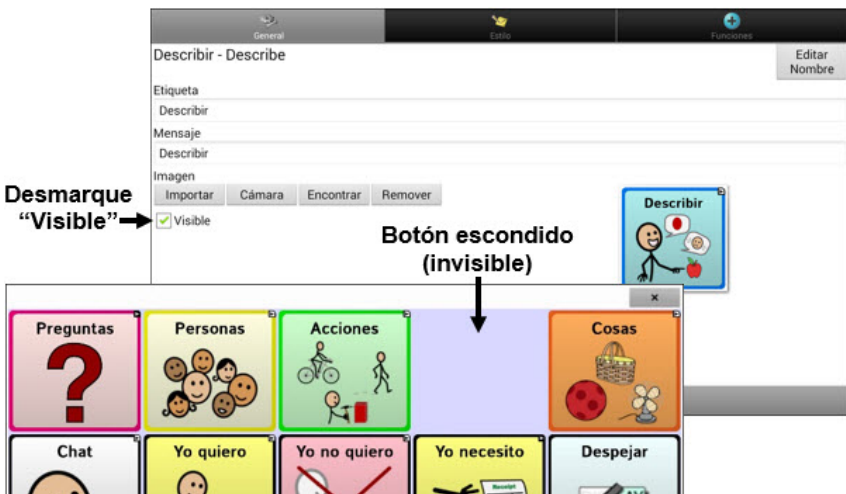 General Estilo Funciones
Describir - Describe
Editar
Nombre
Etiqueta
Describir
Mensaje
Describir
Imagen
Importar Cámara Encontrar Remover
Visible
Desmarque
“Visible”
Describir
Botón escondido
(invisible)
×
Preguntas Personas Acciones Cosas
Chat Yo quiero Yo no quiero Yo necesito Despejar
Receipt